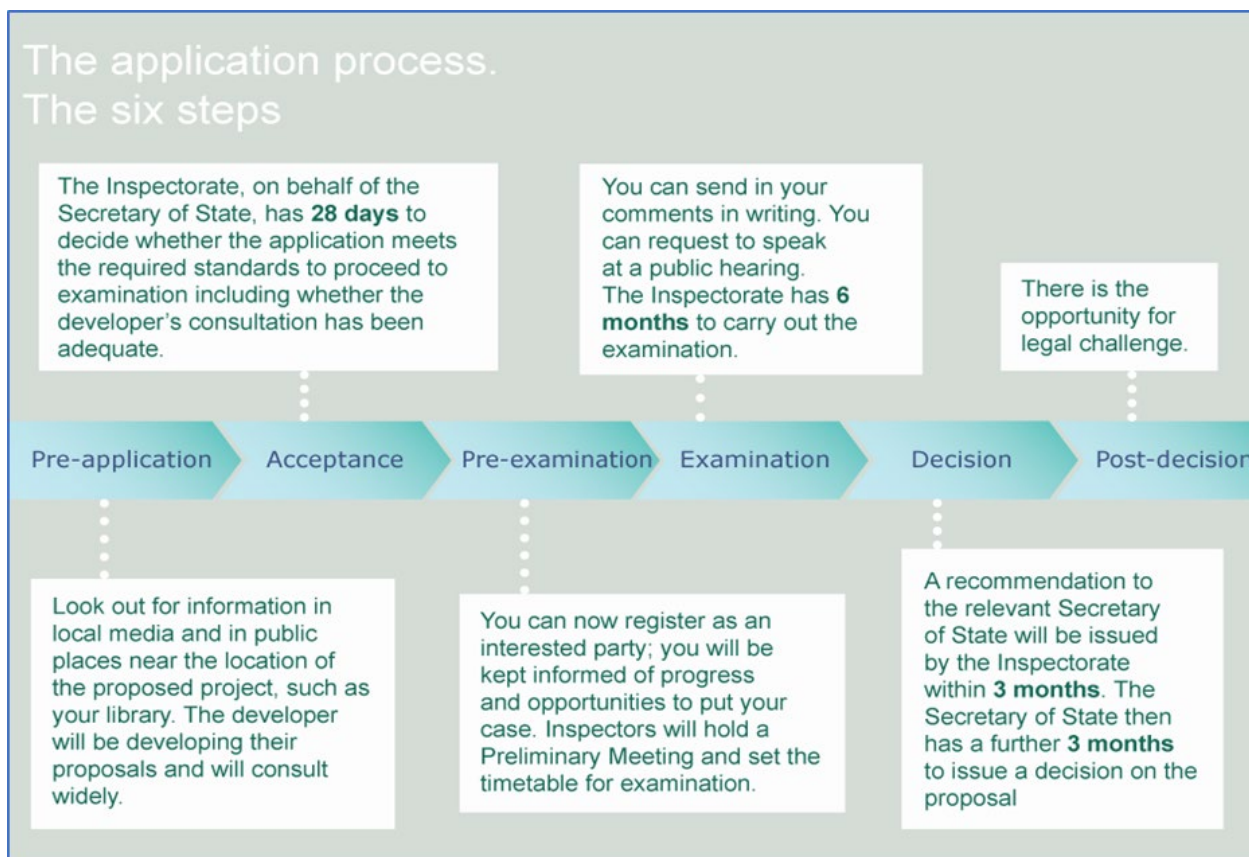 The application process.
The six steps
The Inspectorate, on behalf of the
Secretary of State, has 28 days to
decide whether the application meets
the required standards to proceed to
examination including whether the
developer's consultation has been
adequate.
You can send in your
comments in writing. You
can request to speak
at a public hearing.
The Inspectorate has 6
months to carry out the
examination.
There is the
opportunity for
legal challenge.
Pre-application
Acceptance
Pre-examination
Examination
Decision
Post-decision
Look out for information in
local media and in public
places near the location of
the proposed project, such as
your library. The developer
will be developing their
proposals and will consult
widely.
You can now register as an
interested party; you will be
kept informed of progress
and opportunities to put your
case. Inspectors will hold a
Preliminary Meeting and set the
timetable for examination.
A recommendation to
the relevant Secretary
of State will be issued
by the Inspectorate
within 3 months. The
Secretary of State then
has a further 3 months
to issue a decision on the
proposal